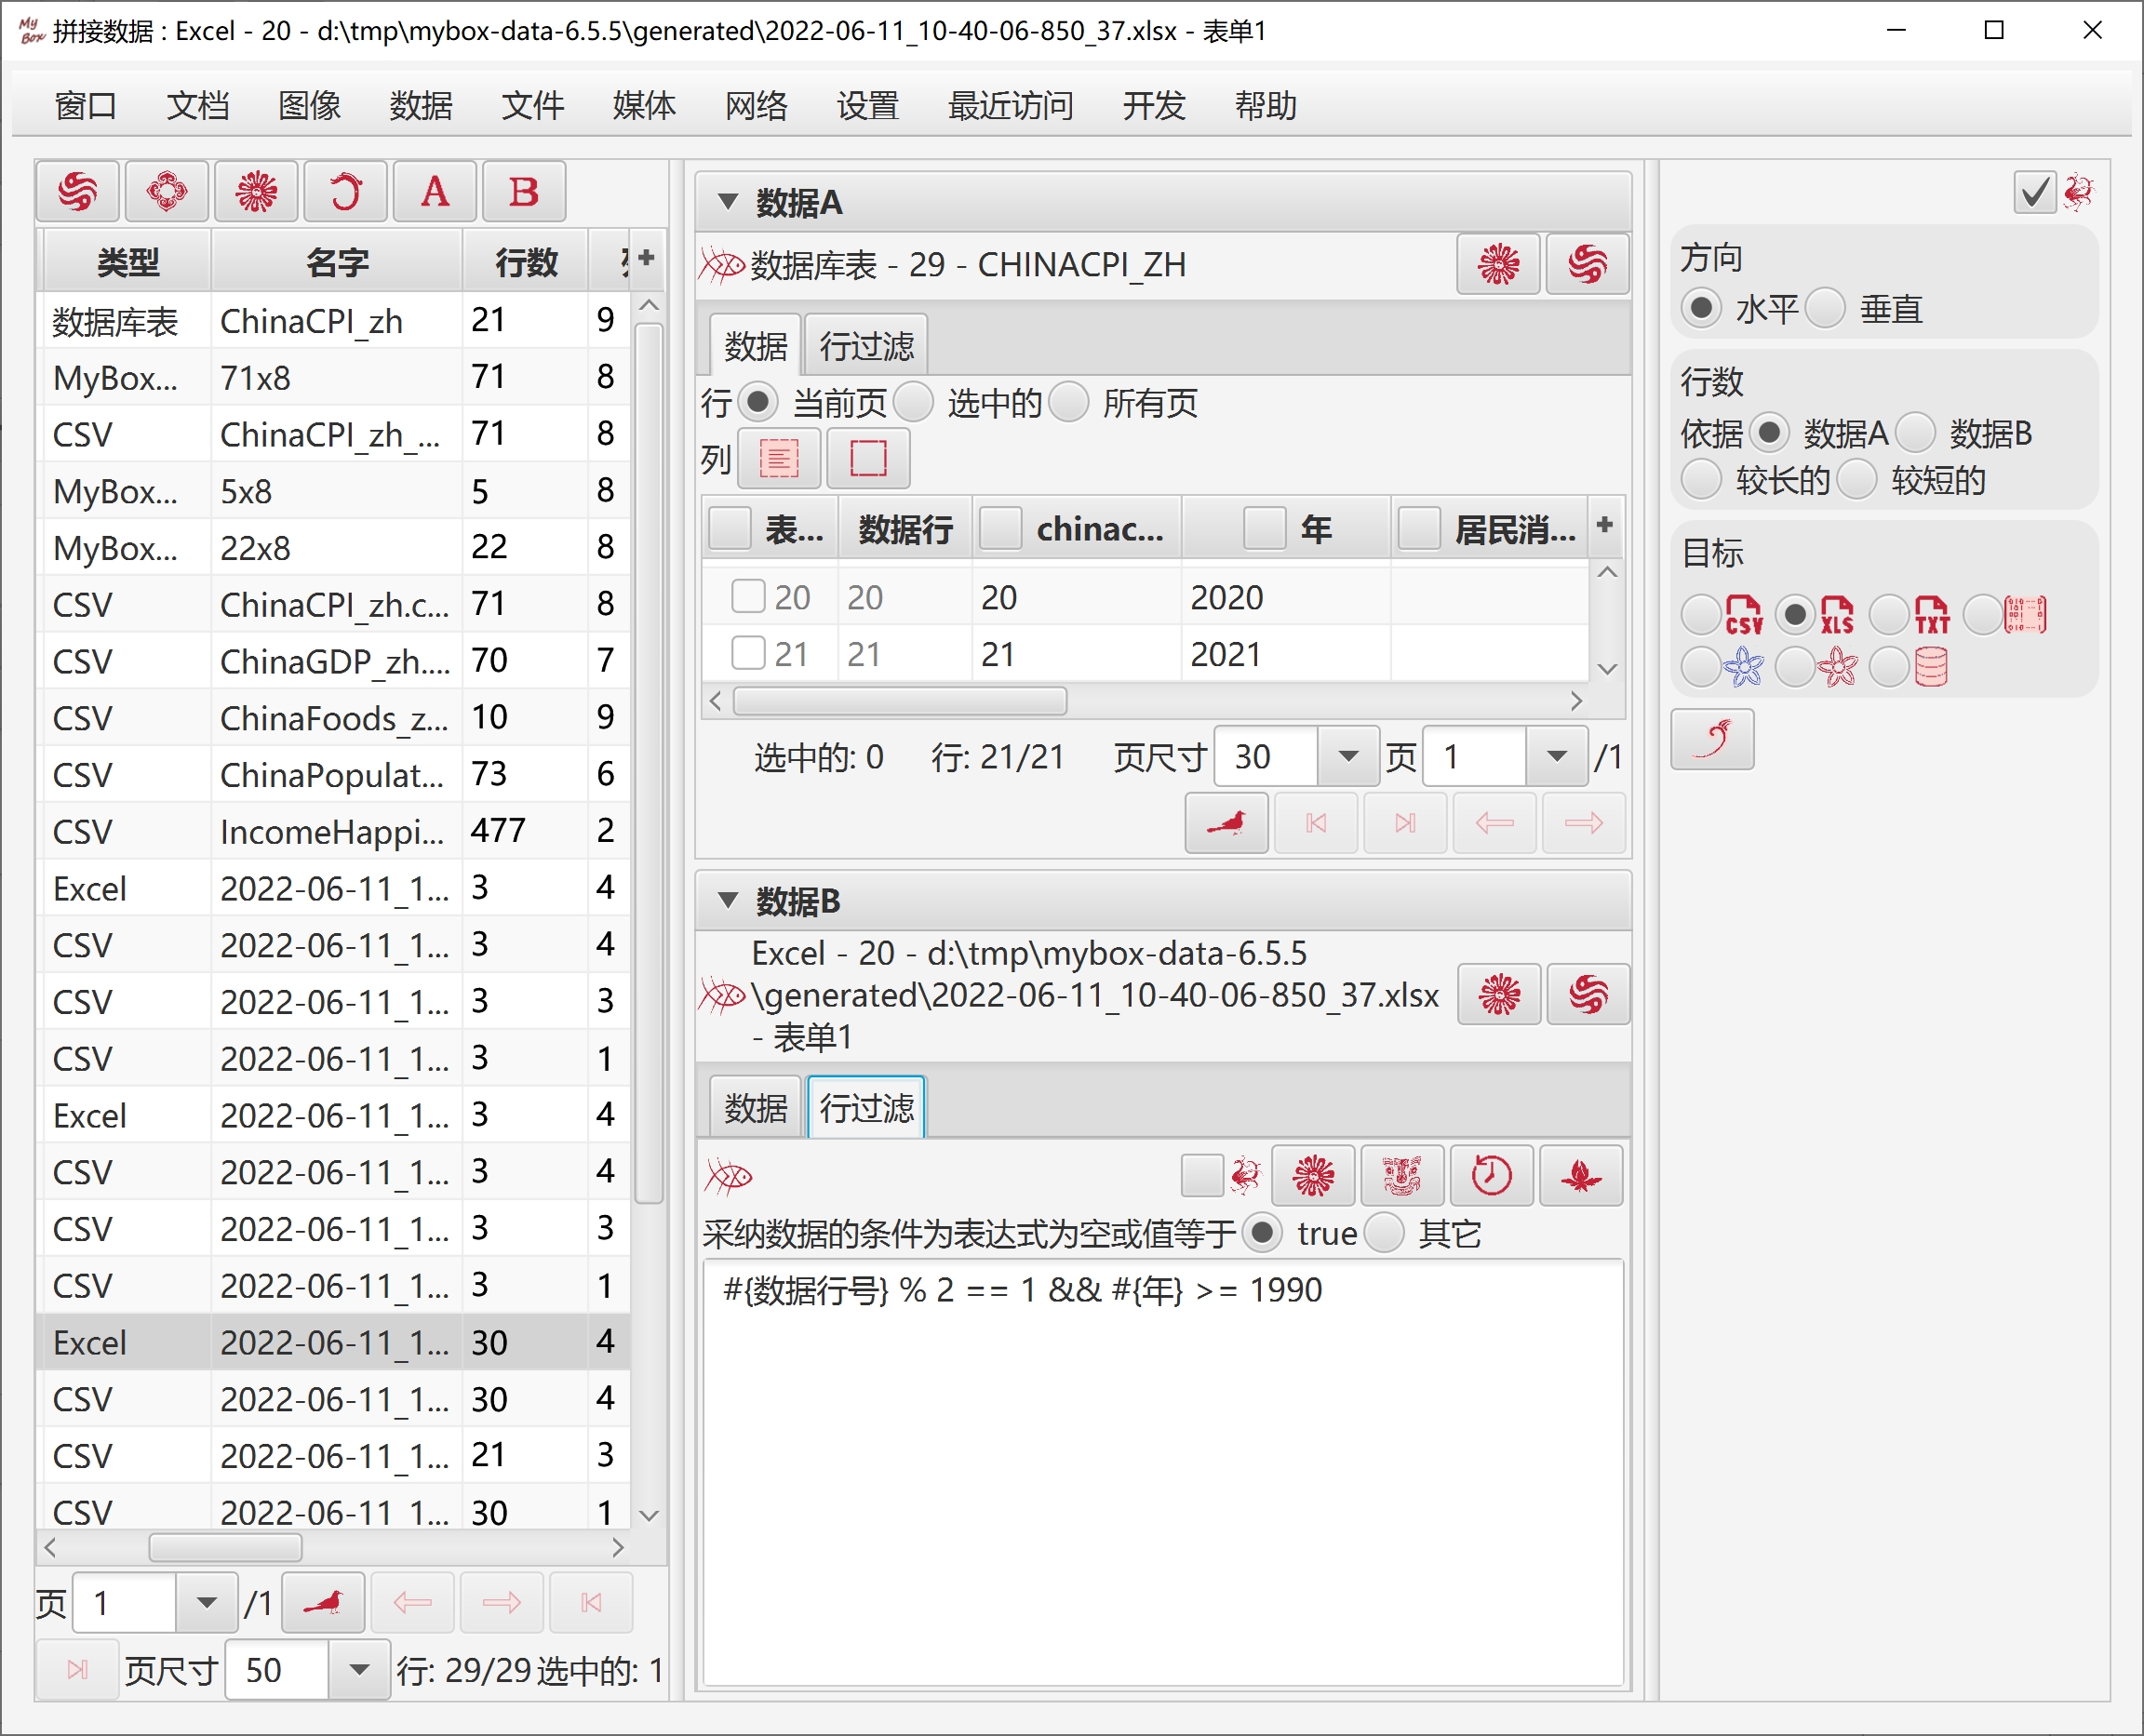 My Box 拼接数据 : Excel - 20 - d:\tmp\mybox-data-6.5.5\generated\2022-06-11_10-40-06-850_37.xlsx - 表单1
窗口 文档 图像 数据 文件 媒体 网络 设置 最近访问 开发 帮助
A B
类型 名字 行数 +
数据库表 ChinaCPI_zh 21 9
MyBox... 71x8 71 8
CSV ChinaCPI_zh_... 71 8
MyBox... 5x8 5 8
MyBox... 22x8 22 8
CSV ChinaCPI_zh.c... 71 8
CSV ChinaGDP_zh.... 70 7
CSV ChinaFoods_z... 10 9
CSV ChinaPopulat... 73 6
CSV IncomeHappi... 477 2
Excel 2022-06-11_1... 3 4
CSV 2022-06-11_1... 3 4
CSV 2022-06-11_1... 3 3
CSV 2022-06-11_1... 3 1
Excel 2022-06-11_1... 3 4
CSV 2022-06-11_1... 3 4
CSV 2022-06-11_1... 3 3
CSV 2022-06-11_1... 3 1
Excel 2022-06-11_1... 30 4
CSV 2022-06-11_1... 30 4
CSV 2022-06-11_1... 21 3
CSV 2022-06-11_1... 30 1
页 1 /1
页尺寸 50 行: 29/29 选中的: 1
数据A
数据库表 - 29 - CHINACPI_ZH
数据 行过滤
行 当前页 选中的 所有页
列
表... 数据行 chinac... 年 居民消... +
20 20 20 2020
21 21 21 2021
选中的: 0 行: 21/21 页尺寸 30 页 1 /1
数据B
Excel - 20 - d:\tmp\mybox-data-6.5.5
\generated\2022-06-11_10-40-06-850_37.xlsx
- 表单1
数据 行过滤
采纳数据的条件为表达式为空或值等于 true 其它
#{数据行号} % 2 == 1 && #{年} >= 1990
方向
水平 垂直
行数
依据 数据A 数据B
较长的 较短的
目标
CSV XLS TXT